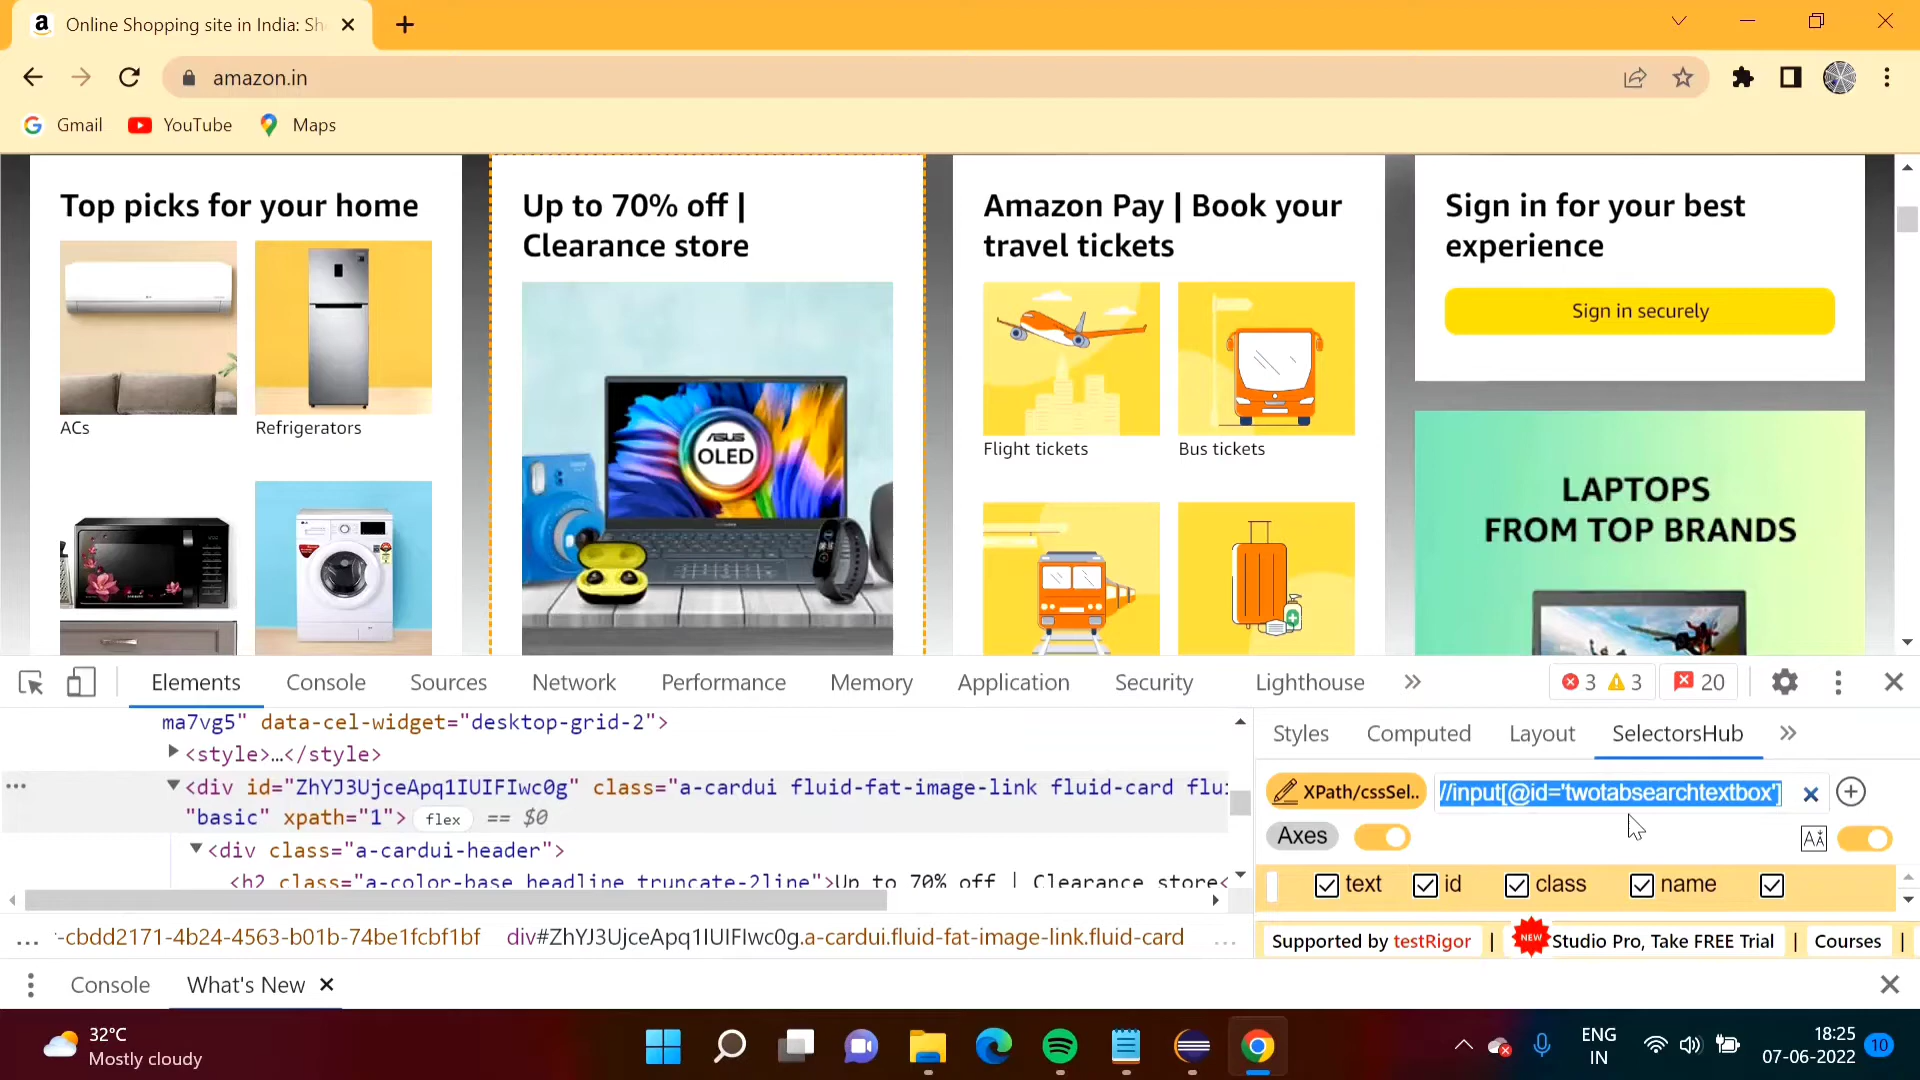 a Online Shopping site in India: Sh
amazon.in
Gmail YouTube Maps
Top picks for your home
ACs
Refrigerators
Up to 70% off |
Clearance store
ASUS
OLED
Amazon Pay | Book your
travel tickets
Flight tickets
Bus tickets
Sign in for your best
experience
Sign in securely
LAPTOPS
FROM TOP BRANDS
Elements Console Sources Network Performance Memory Application Security Lighthouse 3 3 20
ma7vg5" data-cel-widget="desktop-grid-2">
<style>…</style>
<div id="ZhYJ3UjceApq1IUIFIwc0g" class="a-cardui fluid-fat-image-link fluid-card flu
"basic" xpath="1"> flex == $0
<div class="a-cardui-header">
<h2 class="a-color-base headline truncate-2line">Up to 70% off | Clearance store<
... -cbdd2171-4b24-4563-b01b-74be1fcbf1bf div#ZhYJ3UjceApq1IUIFIwc0g.a-cardui.fluid-fat-image-link.fluid-card ...
Styles Computed Layout SelectorsHub
XPath/cssSel.. //input[@id='twotabsearchtextbox']
Axes
text id class name
Supported by testRigor | NEW Studio Pro, Take FREE Trial | Courses |
Console What's New
32°C
Mostly cloudy
ENG
IN
18:25
07-06-2022
10